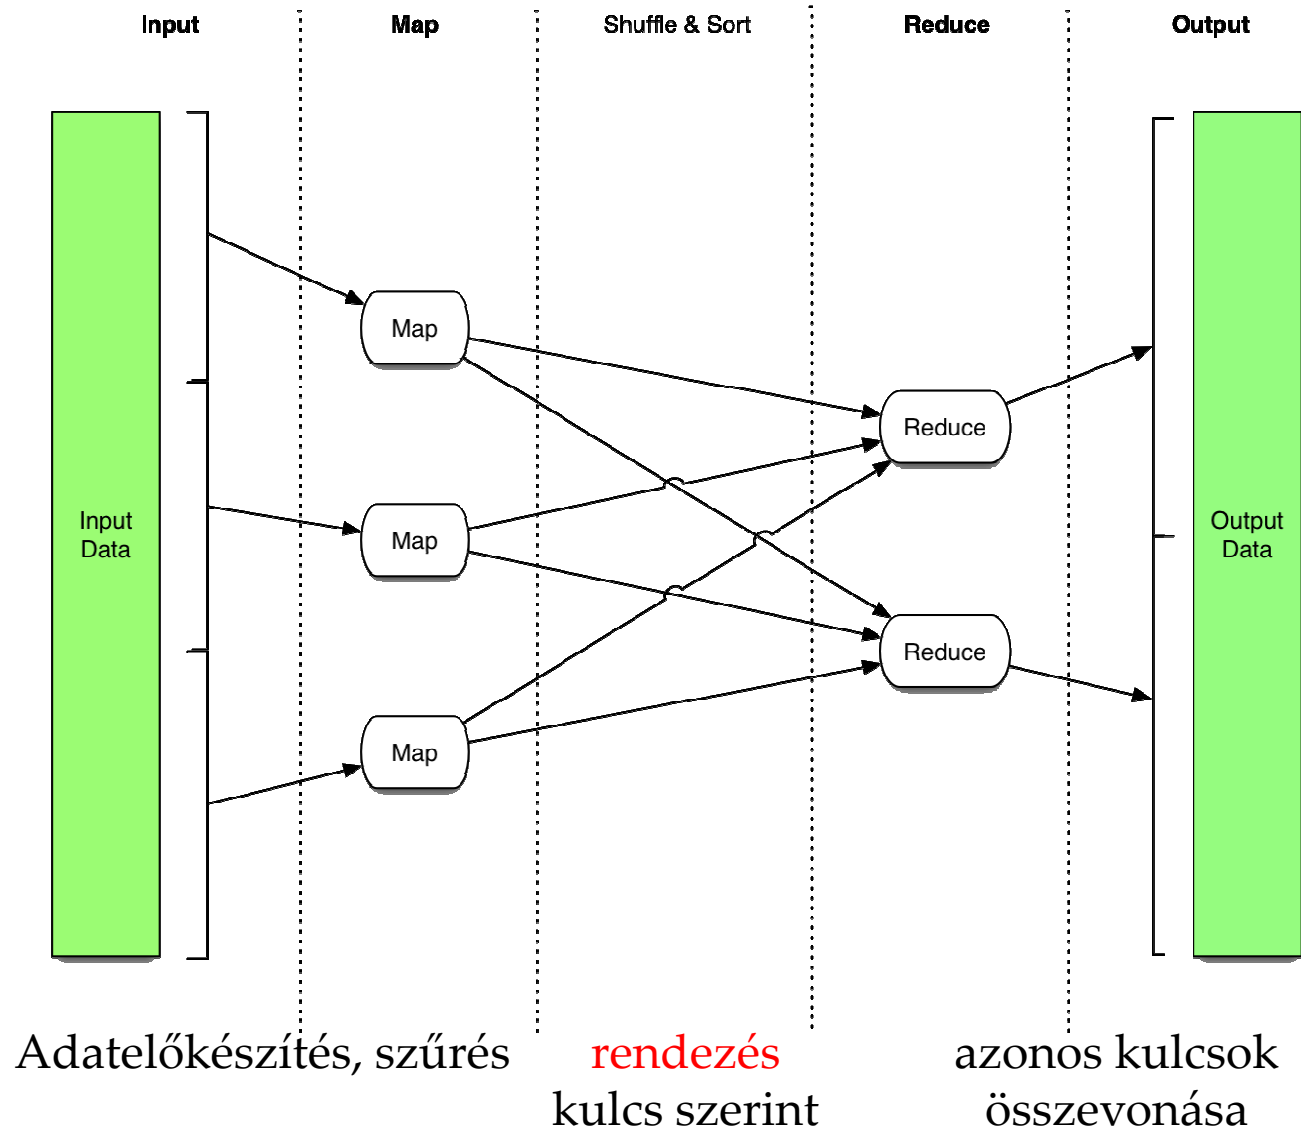 Input
Map
Shuffle & Sort
Reduce
Output
Input
Data
Map
Map
Map
Reduce
Reduce
Output
Data
Adatelőkészítés, szűrés
rendezés
kulcs szerint
azonos kulcsok
összevonása